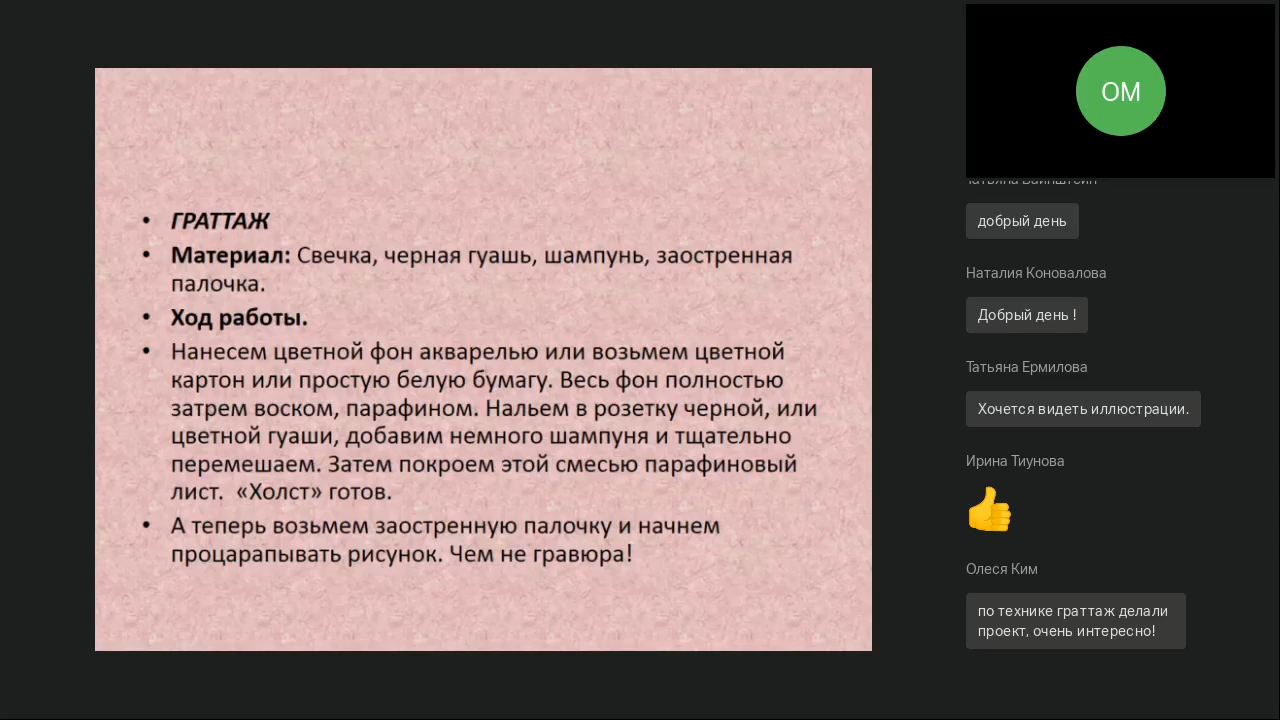 • ГРАТТАЖ
• Материал: Свечка, черная гуашь, шампунь, заостренная
палочка.
• Ход работы.
• Нанесем цветной фон акварелью или возьмем цветной
картон или простую белую бумагу. Весь фон полностью
затрем воском, парафином. Нальем в розетку черной, или
цветной гуаши, добавим немного шампуня и тщательно
перемешаем. Затем покроем этой смесью парафиновый
лист. «Холст» готов.
• А теперь возьмем заостренную палочку и начнем
процарапывать рисунок. Чем не гравюра!
ОМ
добрый день
Наталия Коновалова
Добрый день !
Татьяна Ермилова
Хочется видеть иллюстрации.
Ирина Тиунова
Олеся Ким
по технике граттаж делали
проект, очень интересно!